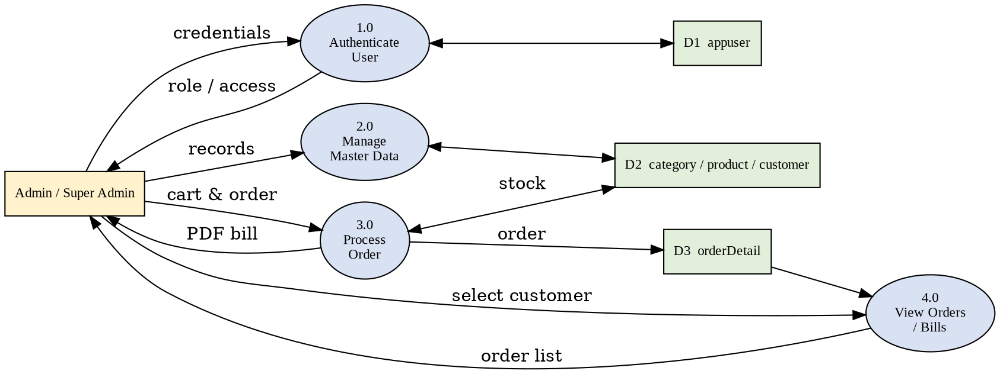 credentials
1.0
Authenticate
User
D1  appuser
role / access
2.0
Manage
Master Data
records
D2  category / product / customer
Admin / Super Admin
cart & order
stock
3.0
Process
Order
PDF bill
order
D3  orderDetail
select customer
4.0
View Orders
/ Bills
order list